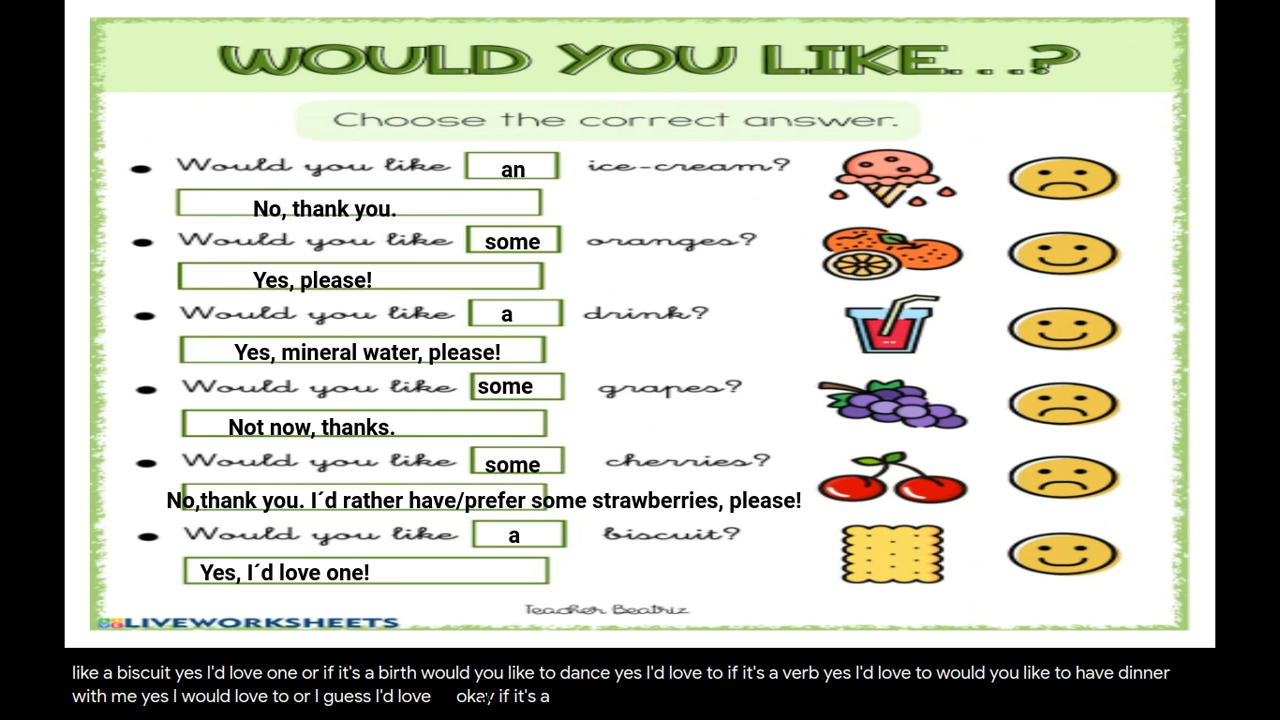 WOULD YOU LIKE...?
Choose the correct answer.
Would you like an ice-cream?
No, thank you.
Would you like some oranges?
Yes, please!
Would you like a drink?
Yes, mineral water, please!
Would you like some grapes?
Not now, thanks.
Would you like some cherries?
No,thank you. I´d rather have/prefer some strawberries, please!
Would you like a biscuit?
Yes, I´d love one!
Teacher Beatriz
LIVEWORKSHEETS
like a biscuit yes I'd love one or if it's a birth would you like to dance yes I'd love to if it's a verb yes I'd love to would you like to have dinner
with me yes I would love to or I guess I'd love okay if it's a